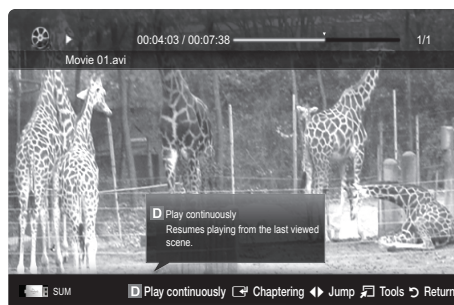 00:04:03 / 00:07:38 1/1
Movie 01.avi
D Play continuously
Resumes playing from the last viewed
scene.
SUM D Play continuously Chaptering Jump Tools Return